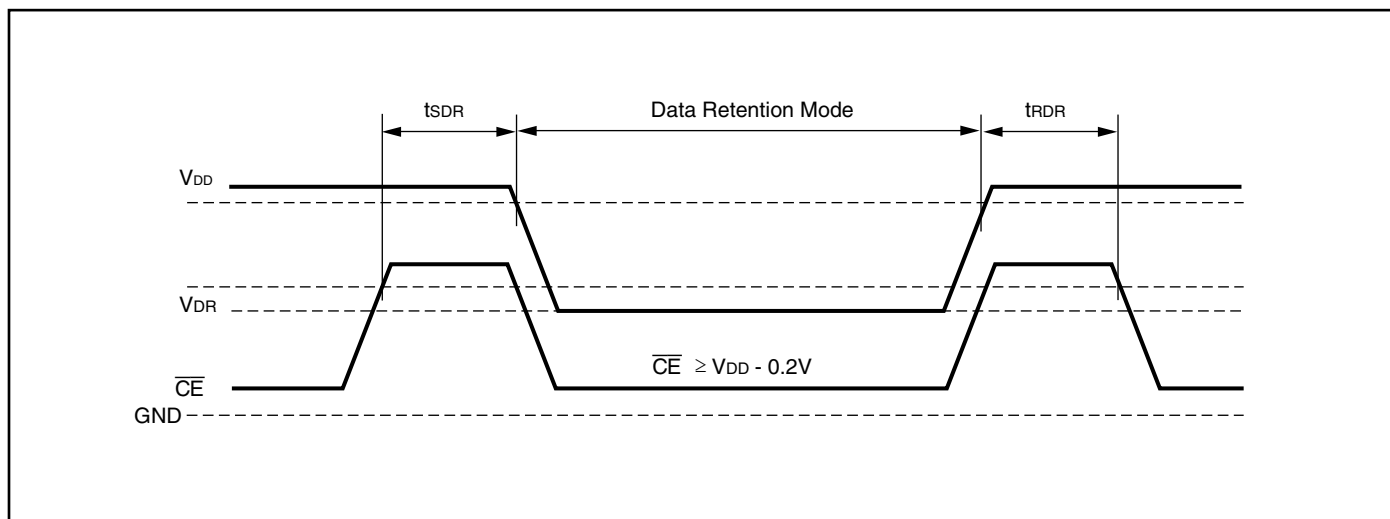 tSDR
Data Retention Mode
tRDR
VDD
VDR
CE ≥ VDD - 0.2V
CE
GND